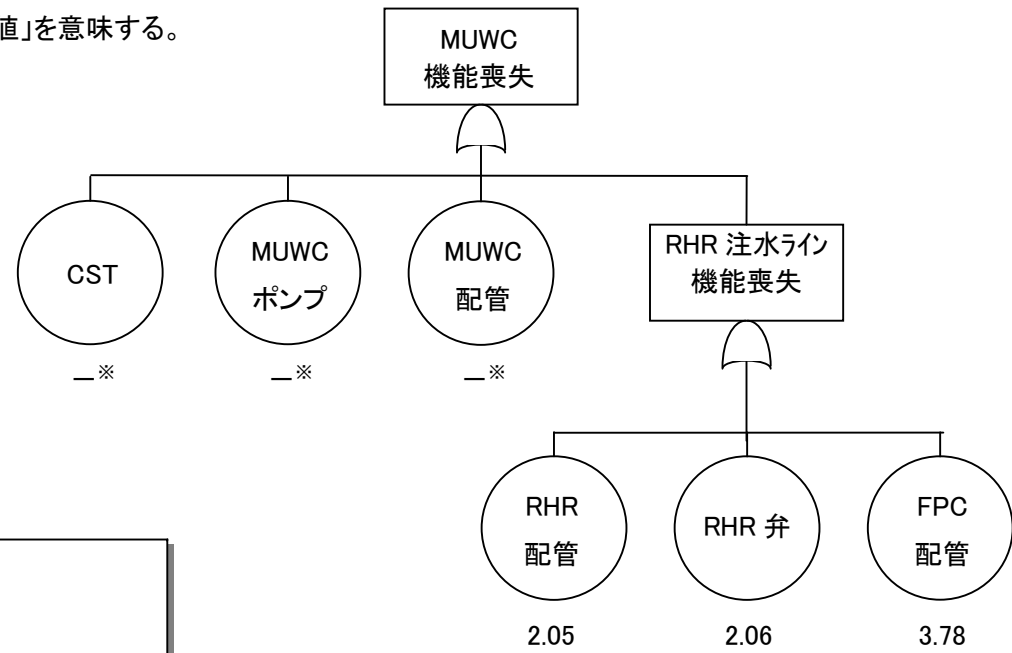 値」を意味する。
MUWC
機能喪失
CST
MUWC
ポンプ
MUWC
配管
RHR 注水ライン
機能喪失
―※
―※
―※
RHR
配管
RHR 弁
FPC
配管
2.05
2.06
3.78